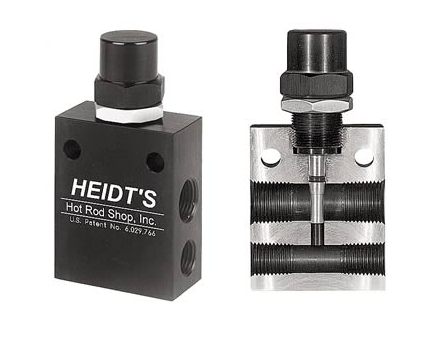 HEIDT'S
Hot Rod Shop, Inc.
U.S. Patent No. 6,029,766